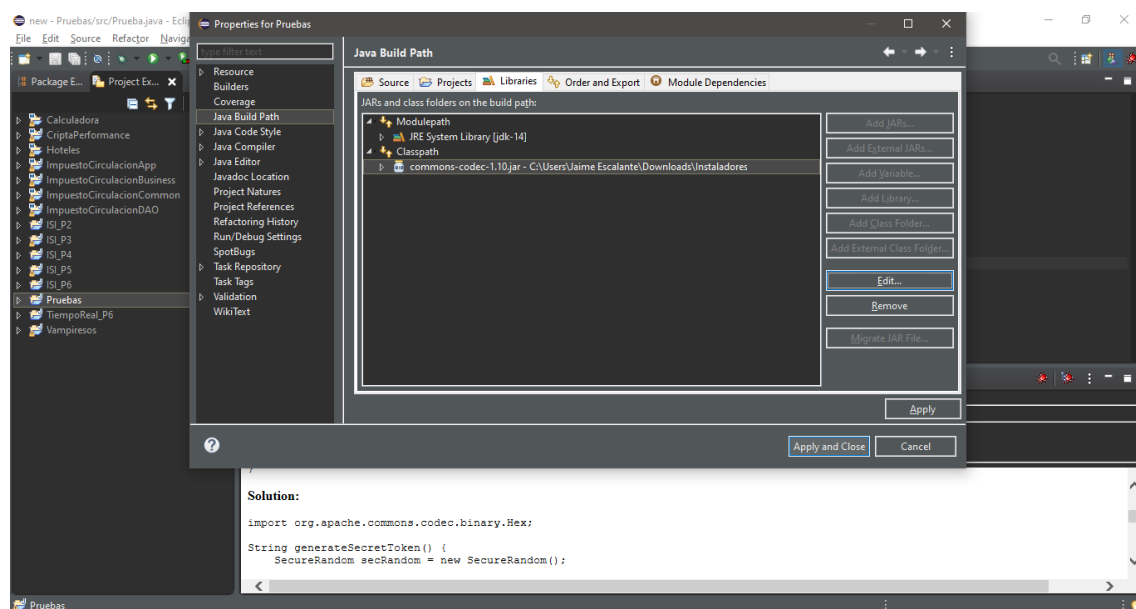 new - Pruebas/src/Prueba.java - Ecli
File Edit Source Refactor Naviga
Package E... Project Ex...
Calculadora
CriptaPerformance
Hoteles
ImpuestoCirculacionApp
ImpuestoCirculacionBusiness
ImpuestoCirculacionCommon
ImpuestoCirculacionDAO
ISI_P2
ISI_P3
ISI_P4
ISI_P5
ISI_P6
Pruebas
TiempoReal_P6
Vampiresos
Properties for Pruebas
type filter text
Resource
Builders
Coverage
Java Build Path
Java Code Style
Java Compiler
Java Editor
Javadoc Location
Project Natures
Project References
Refactoring History
Run/Debug Settings
SpotBugs
Task Repository
Task Tags
Validation
WikiText
Java Build Path
Source Projects Libraries Order and Export Module Dependencies
JARs and class folders on the build path:
Modulepath
JRE System Library [jdk-14]
Classpath
commons-codec-1.10.jar - C:\Users\Jaime Escalante\Downloads\Instaladores
Add JARs...
Add External JARs...
Add Variable...
Add Library...
Add Class Folder...
Add External Class Folder...
Edit...
Remove
Migrate JAR File...
Apply
Apply and Close Cancel
Solution:
import org.apache.commons.codec.binary.Hex;
String generateSecretToken() {
SecureRandom secRandom = new SecureRandom();
Pruebas